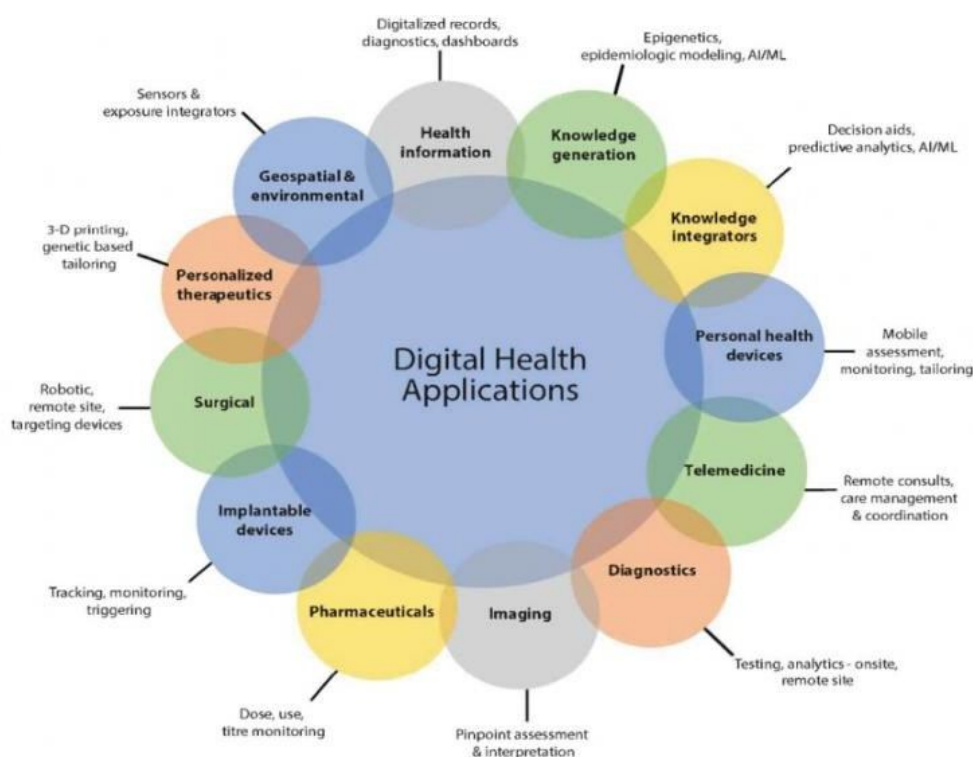 Digitalized records,
diagnostics, dashboards
Health
information
Epigenetics,
epidemiologic modeling, AI/ML
Knowledge
generation
Decision aids,
predictive analytics, AI/ML
Knowledge
integrators
Personal health
devices
Mobile
assessment,
monitoring, tailoring
Telemedicine
Remote consults,
care management
& coordination
Diagnostics
Testing, analytics - onsite,
remote site
Imaging
Pinpoint assessment
& interpretation
Pharmaceuticals
Dose, use,
titre monitoring
Implantable
devices
Tracking, monitoring,
triggering
Surgical
Robotic,
remote site,
targeting devices
Personalized
therapeutics
3-D printing,
genetic based
tailoring
Geospatial &
environmental
Sensors &
exposure integrators
Digital Health
Applications